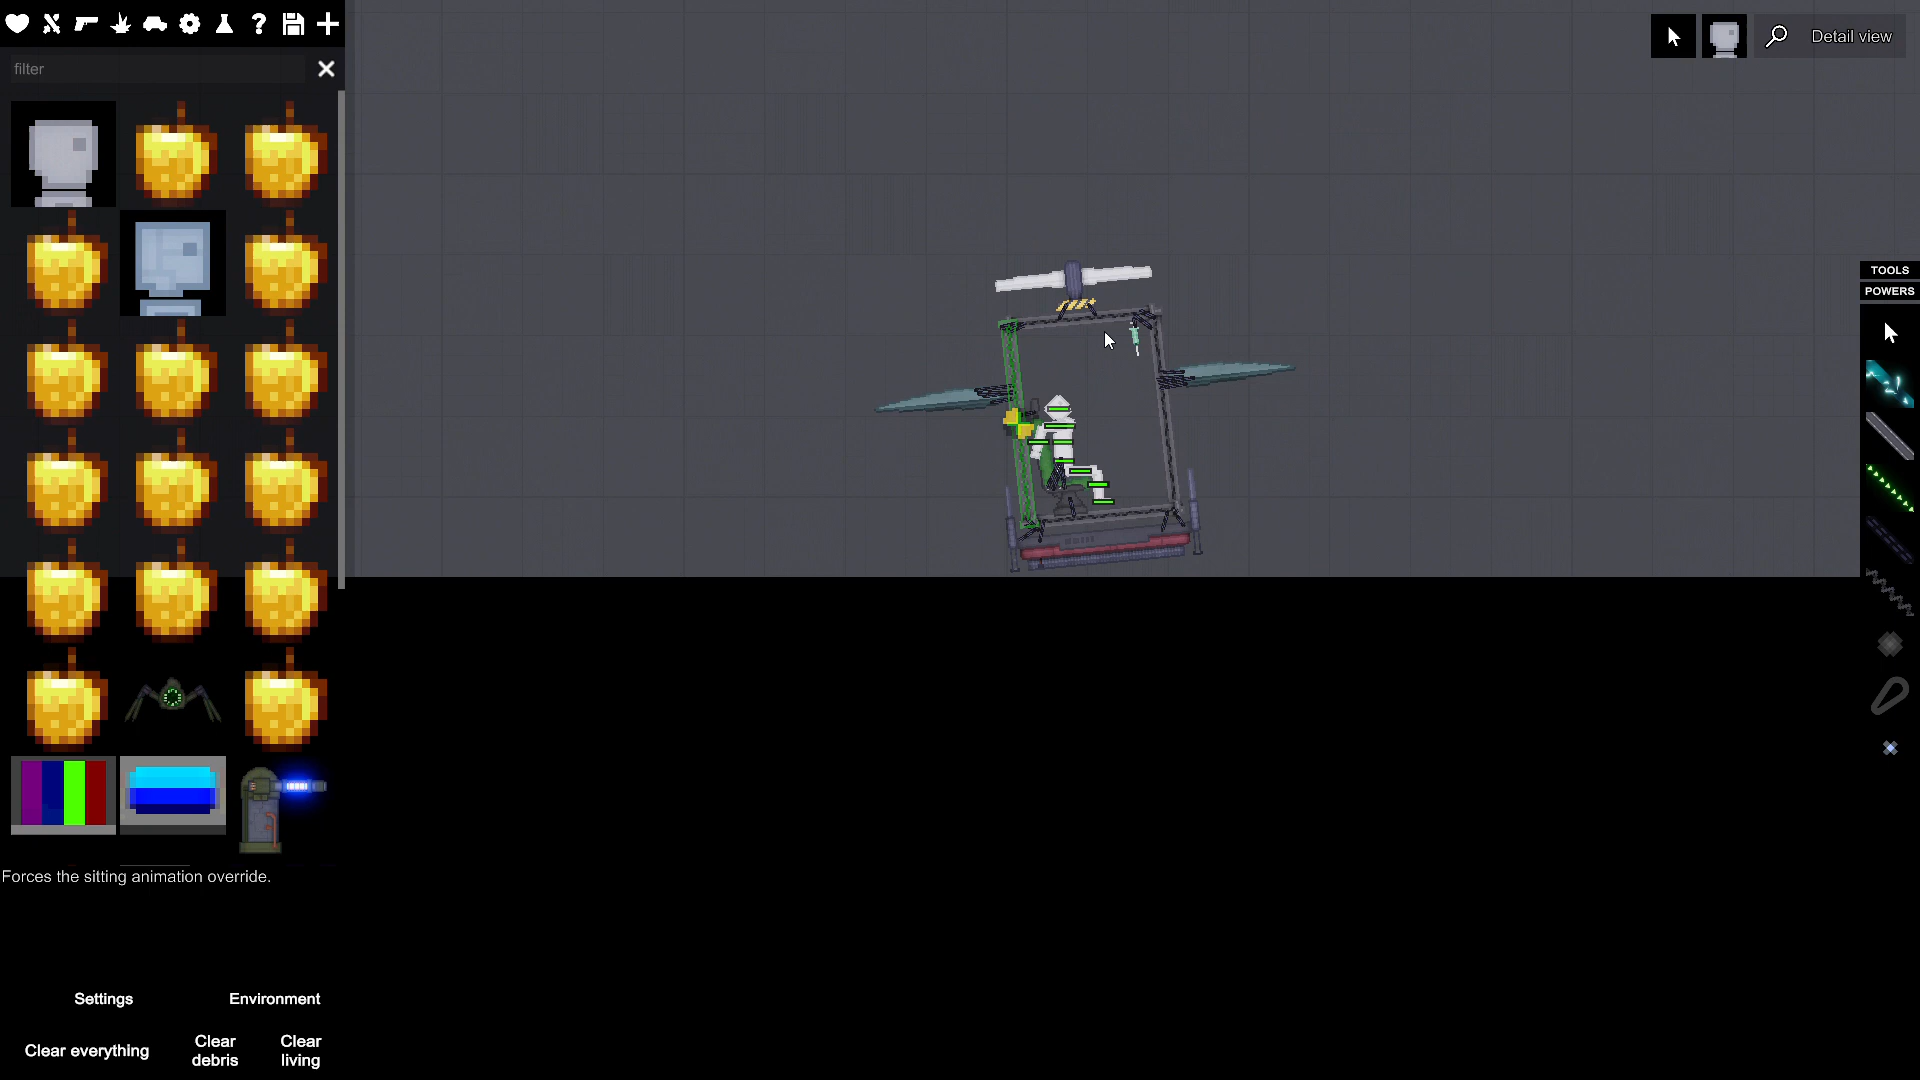 filter
Detail view
TOOLS
POWERS
Forces the sitting animation override.
Settings
Environment
Clear everything
Clear
debris
Clear
living